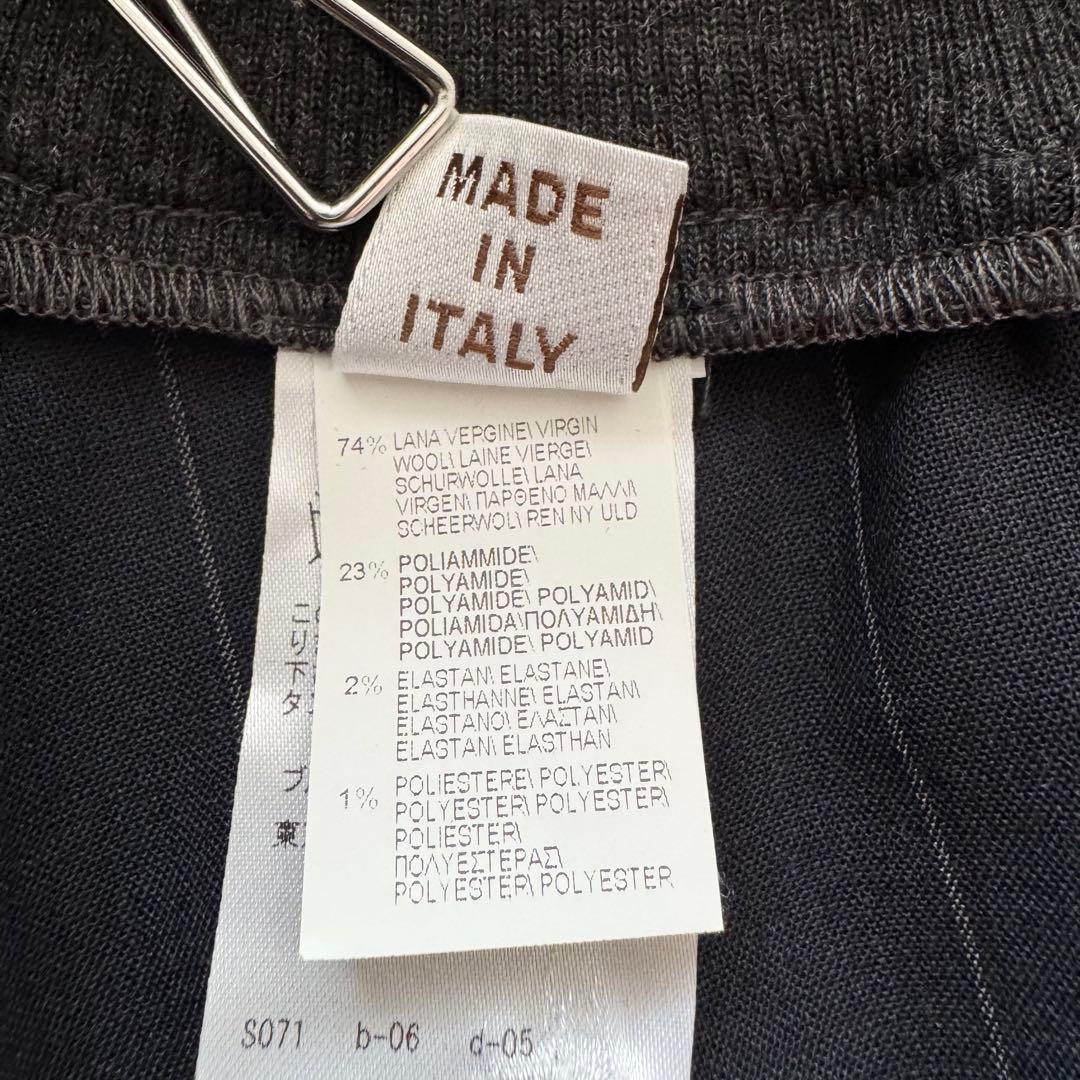 MADE
IN
ITALY
74% LANA VERGINE\ VIRGIN
WOOL\ LAINE VIERGE\
SCHURWOLLE\ LANA
VIRGEN\ ΠΑΡΘΕΝΟ ΜΑΛΛΙ\
SCHEERWOL\ REN NY ULD
23% POLIAMMIDE\
POLYAMIDE\
POLYAMIDE\ POLYAMID\
POLIAMIDA\ΠΟΛΥΑΜΙΔΗ\
POLYAMIDE\ POLYAMID
2% ELASTAN\ ELASTANE\
ELASTHANNE\ ELASTAN\
ELASTANO\ ΕΛΑΣΤΑΝ\
ELASTAN\ ELASTHAN
1% POLIESTERE\ POLYESTER\
POLYESTER\ POLYESTER\
POLIÉSTER\
ΠΟΛΥΕΣΤΕΡΑΣ\
POLYESTER\ POLYESTER
S071 b-06 d-05